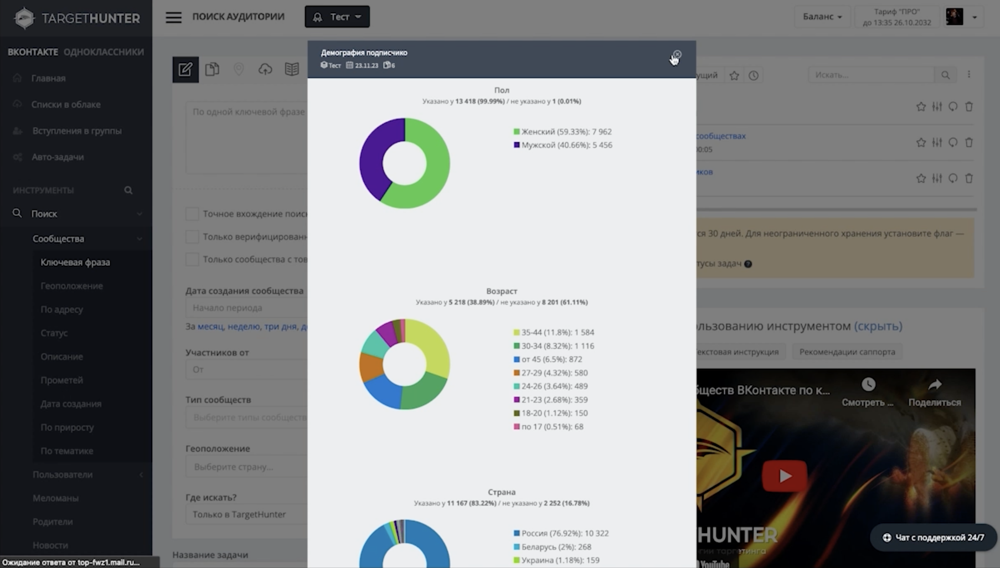 TARGETHUNTER
ПОИСК АУДИТОРИИ
Тест
Баланс
Тариф "ПРО"
до 13:35 26.10.2032
ВКОНТАКТЕ ОДНОКЛАССНИКИ
Главная
Списки в облаке
Вступления в группы
Авто-задачи
ИНСТРУМЕНТЫ
Поиск
Сообщества
Ключевая фраза
Геоположение
По адресу
Статус
Описание
Прометей
Дата создания
По приросту
По тематике
Пользователи
Меломаны
Родители
Новости
Ожидание ответа от top-fwz1.mail.ru...
По одной ключевой фразе
Точное вхождение поис
Только верифицирован
Только сообщества с тов
Дата создания сообщества
Начало периода
За месяц, неделю, три дня, д
Участников от
От
Тип сообществ
Выберите типы сообществ
Геоположение
Выберите страну...
Где искать?
Только в TargetHunter
Название задачи
Демография подписчико
Тест 23.11.23 6
Пол
Указано у 13 418 (99.99%) / не указано у 1 (0.01%)
Женский (59.33%): 7 962
Мужской (40.66%): 5 456
Возраст
Указано у 5 218 (38.89%) / не указано у 8 201 (61.11%)
35-44 (11.8%): 1 584
30-34 (8.32%): 1 116
от 45 (6.5%): 872
27-29 (4.32%): 580
24-26 (3.64%): 489
21-23 (2.68%): 359
18-20 (1.12%): 150
по 17 (0.51%): 68
Страна
Указано у 11 167 (83.22%) / не указано у 2 252 (16.78%)
Россия (76.92%): 10 322
Беларусь (2%): 268
Украина (1.18%): 159
ущий
Искать...
сообществах
00:05
иков
ся 30 дней. Для неограниченного хранения установите флаг —
тусы задач
льзованию инструментом (скрыть)
екстовая инструкция
Рекомендации саппорта
бществ ВКонтакте по к...
Смотреть ...
Поделиться
HUNTER
гии таргетинга
YouTube
Чат с поддержкой 24/7